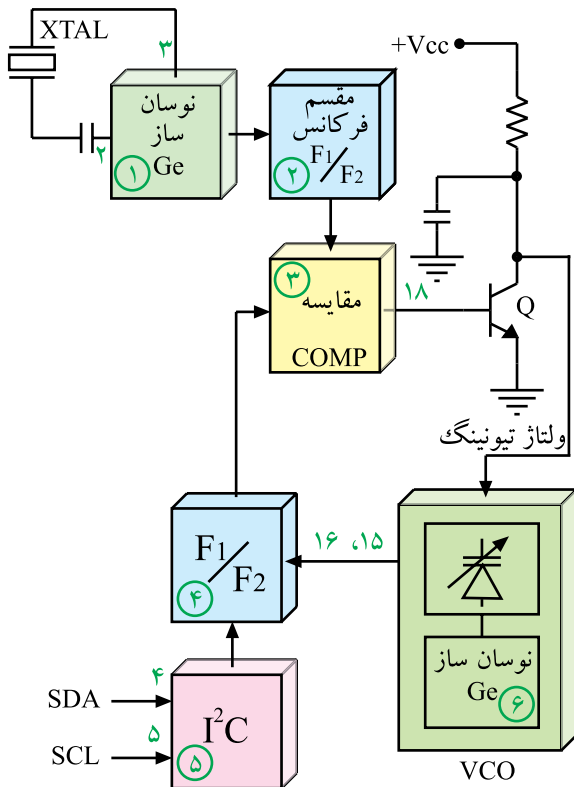 XTAL
۳
۲
نوسان
ساز
Ge
۱
مقسم
فرکانس
F1/F2
۲
+Vcc
۳
مقایسه
COMP
۱۸
Q
ولتاژ تیونینگ
F1/F2
۴
۱۵، ۱۶
نوسان ساز
Ge
۶
VCO
SDA
۴
SCL
۵
I²C
۵